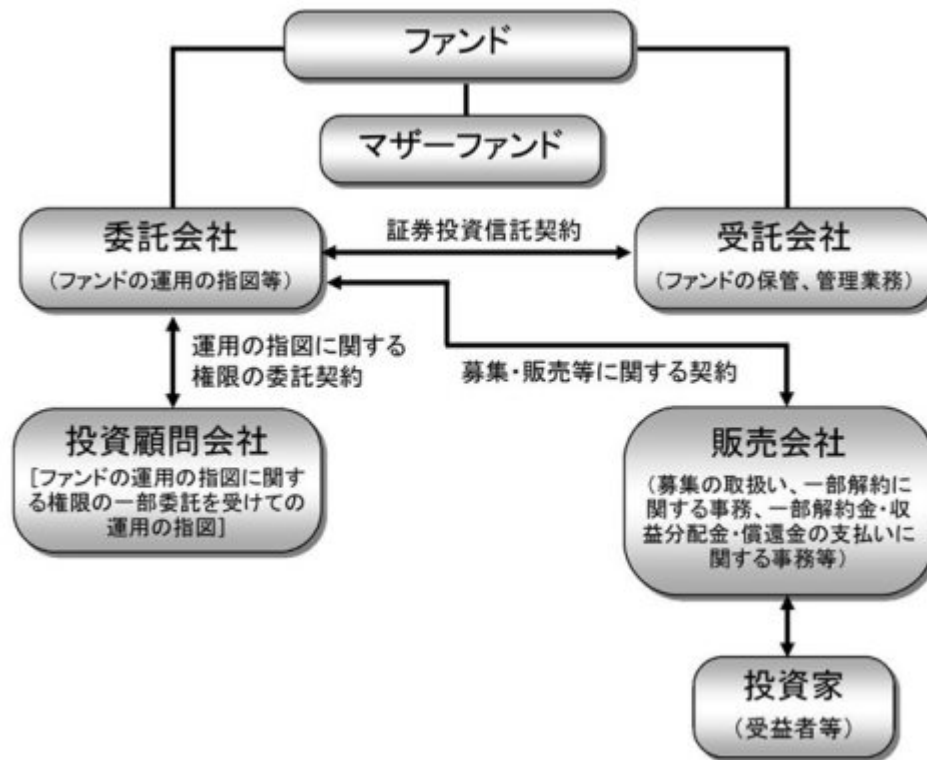 ファンド
マザーファンド
委託会社
(ファンドの運用の指図等)
証券投資信託契約
受託会社
(ファンドの保管、管理業務)
運用の指図に関する
権限の委託契約
募集・販売等に関する契約
投資顧問会社
[ファンドの運用の指図に関す
る権限の一部委託を受けての
運用の指図]
販売会社
(募集の取扱い、一部解約に
関する事務、一部解約金・収
益分配金・償還金の支払いに
関する事務等)
投資家
(受益者等)